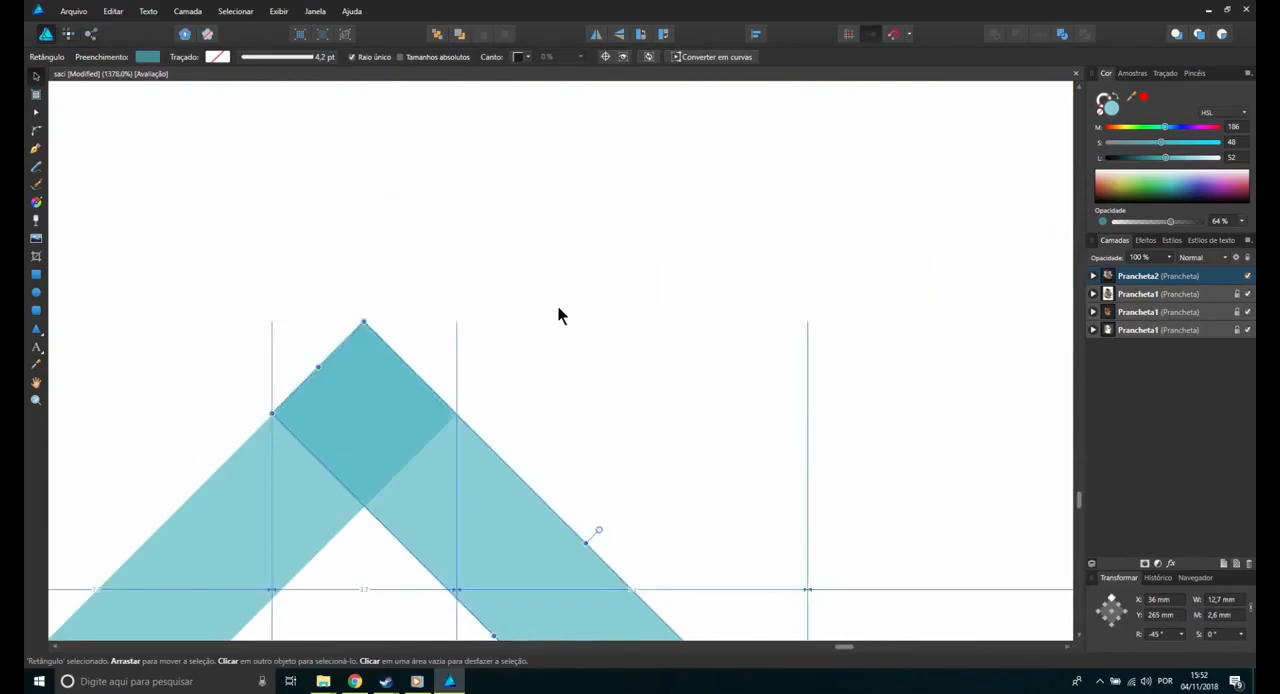 Arquivo Editar Texto Camada Selecionar Exibir Janela Ajuda
Retângulo Preenchimento: Traçado: 4,2 pt Raio único Tamanhos absolutos Canto: 0 % Converter em curvas
saci [Modified] (1378.0%) [Avaliação]
Cor Amostras Traçado Pincéis
HSL
M: 186
S: 48
L: 52
Opacidade
64 %
Camadas Efeitos Estilos Estilos de texto
Opacidade: 100 % Normal
Prancheta2 (Prancheta)
Prancheta1 (Prancheta)
Prancheta1 (Prancheta)
Prancheta1 (Prancheta)
Transformar Histórico Navegador
X: 36 mm W: 12,7 mm
Y: 265 mm M: 2,6 mm
R: -45 ° S: 0 °
'Retângulo' selecionado. Arrastar para mover a seleção. Clicar em outro objeto para selecioná-lo. Clicar em uma área vazia para desfazer a seleção.
Digite aqui para pesquisar
POR
15:52
04/11/2018